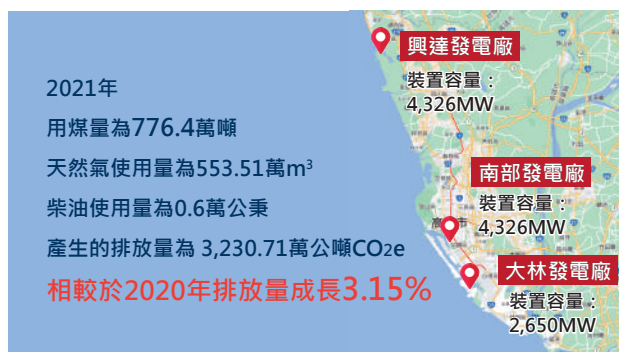 2021年
用煤量為776.4萬噸
天然氣使用量為553.51萬m³
柴油使用量為0.6萬公秉
產生的排放量為 3,230.71萬公噸CO2e
相較於2020年排放量成長3.15%
興達發電廠
裝置容量：
4,326MW
南部發電廠
裝置容量：
4,326MW
大林發電廠
裝置容量：
2,650MW